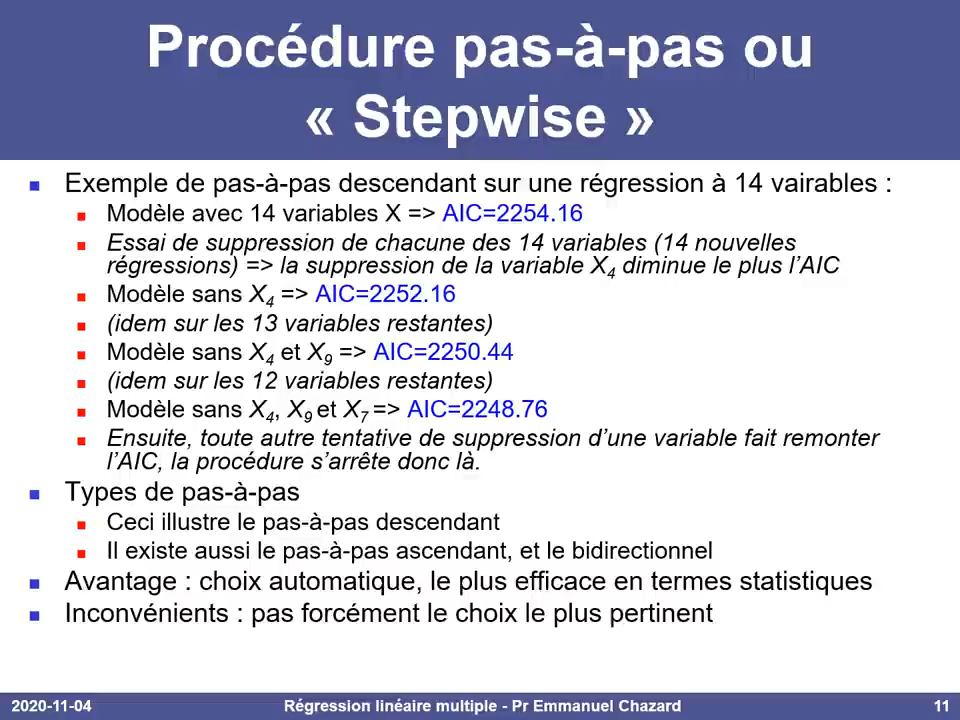 Procédure pas-à-pas ou
« Stepwise »
Exemple de pas-à-pas descendant sur une régression à 14 vairables :
Modèle avec 14 variables X => AIC=2254.16
Essai de suppression de chacune des 14 variables (14 nouvelles
régressions) => la suppression de la variable X4 diminue le plus l’AIC
Modèle sans X4 => AIC=2252.16
(idem sur les 13 variables restantes)
Modèle sans X4 et X9 => AIC=2250.44
(idem sur les 12 variables restantes)
Modèle sans X4, X9 et X7 => AIC=2248.76
Ensuite, toute autre tentative de suppression d’une variable fait remonter
l’AIC, la procédure s’arrête donc là.
Types de pas-à-pas
Ceci illustre le pas-à-pas descendant
Il existe aussi le pas-à-pas ascendant, et le bidirectionnel
Avantage : choix automatique, le plus efficace en termes statistiques
Inconvénients : pas forcément le choix le plus pertinent
2020-11-04 Régression linéaire multiple - Pr Emmanuel Chazard 11